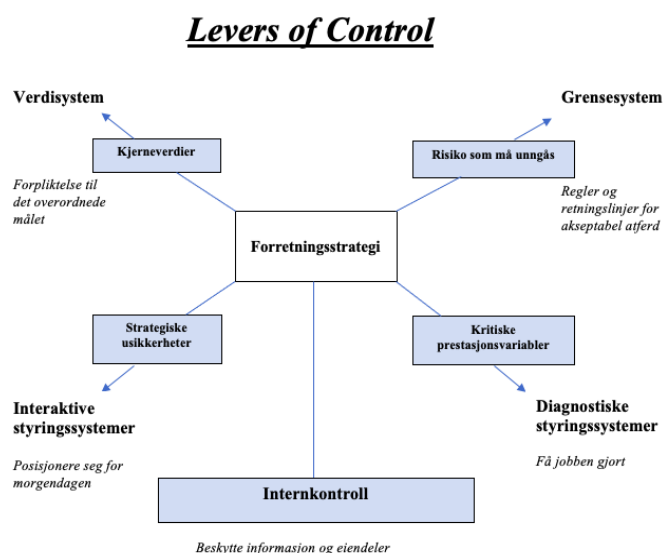 Levers of Control
Verdisystem
Grensesystem
Kjerneverdier
Risiko som må unngås
Forpliktelse til
det overordnede
målet
Regler og
retningslinjer for
akseptabel atferd
Forretningsstrategi
Strategiske
usikkerheter
Kritiske
prestasjonsvariabler
Interaktive
styringssystemer
Diagnostiske
styringssystemer
Posisjonere seg for
morgendagen
Få jobben gjort
Internkontroll
Beskytte informasjon og eiendeler